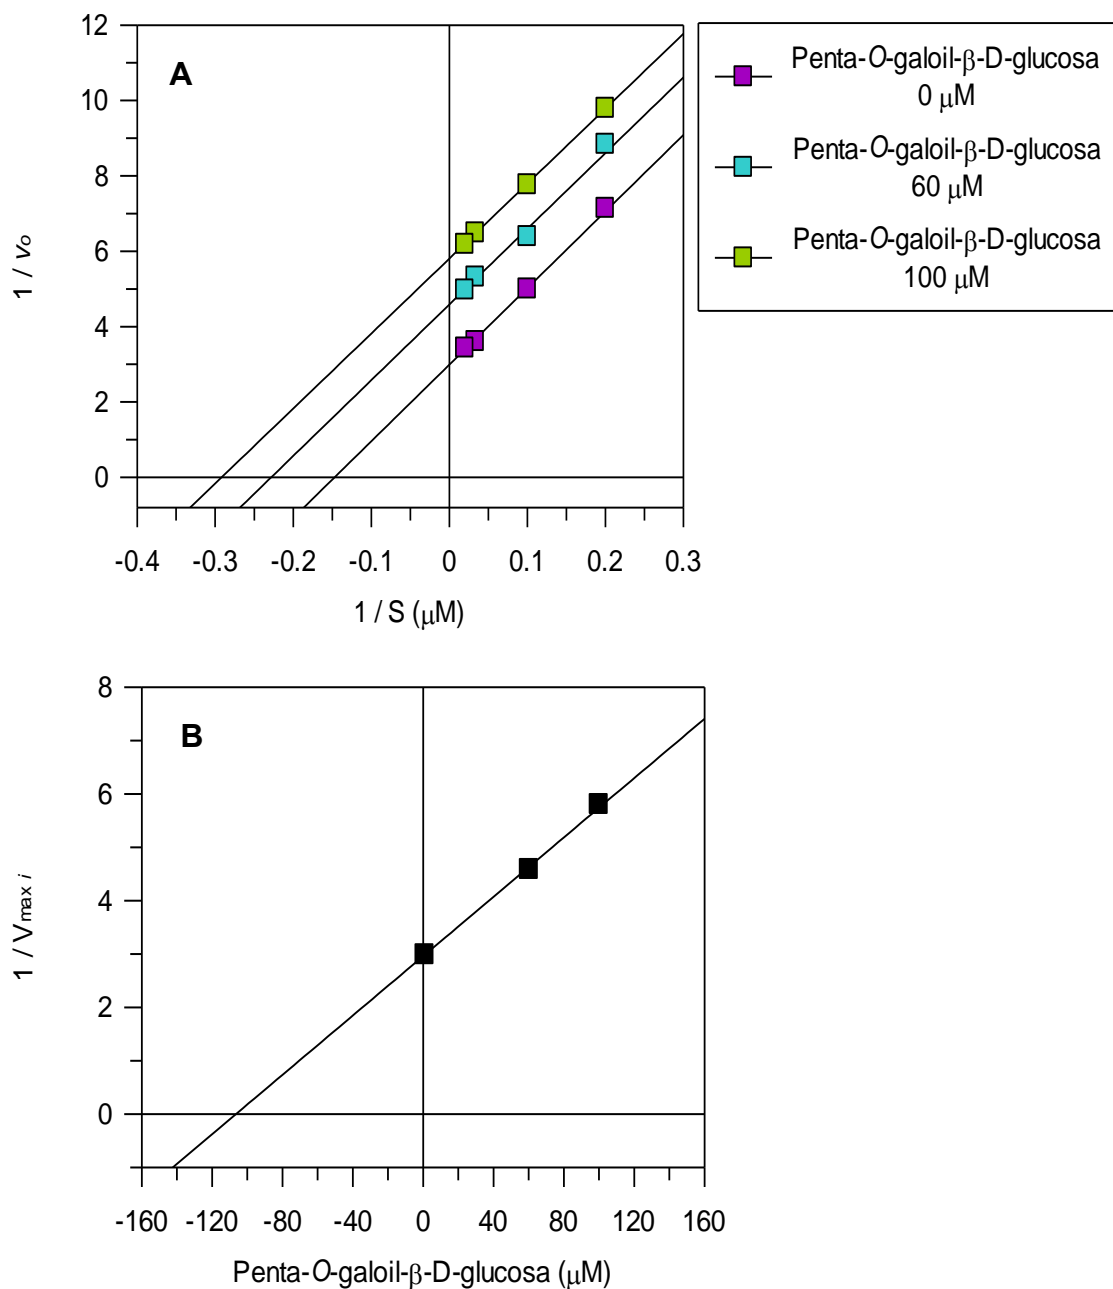 A
12
10
8
6
4
2
0
1 / vo
-0.4 -0.3 -0.2 -0.1 0 0.1 0.2 0.3
1 / S (μM)
Penta-O-galoil-β-D-glucosa
0 μM
Penta-O-galoil-β-D-glucosa
60 μM
Penta-O-galoil-β-D-glucosa
100 μM
B
8
6
4
2
0
1 / Vmax i
-160 -120 -80 -40 0 40 80 120 160
Penta-O-galoil-β-D-glucosa (μM)